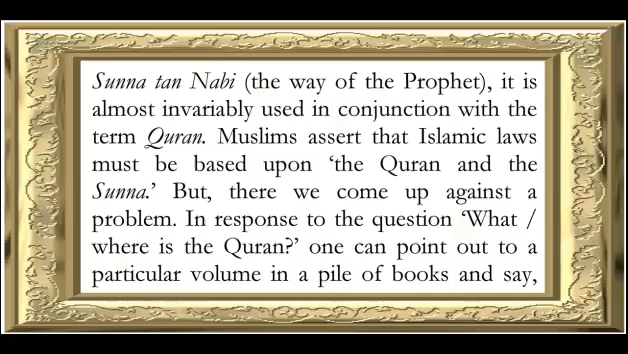 Sunna tan Nabi (the way of the Prophet), it is
almost invariably used in conjunction with the
term Quran. Muslims assert that Islamic laws
must be based upon ‘the Quran and the
Sunna.’ But, there we come up against a
problem. In response to the question ‘What /
where is the Quran?’ one can point out to a
particular volume in a pile of books and say,